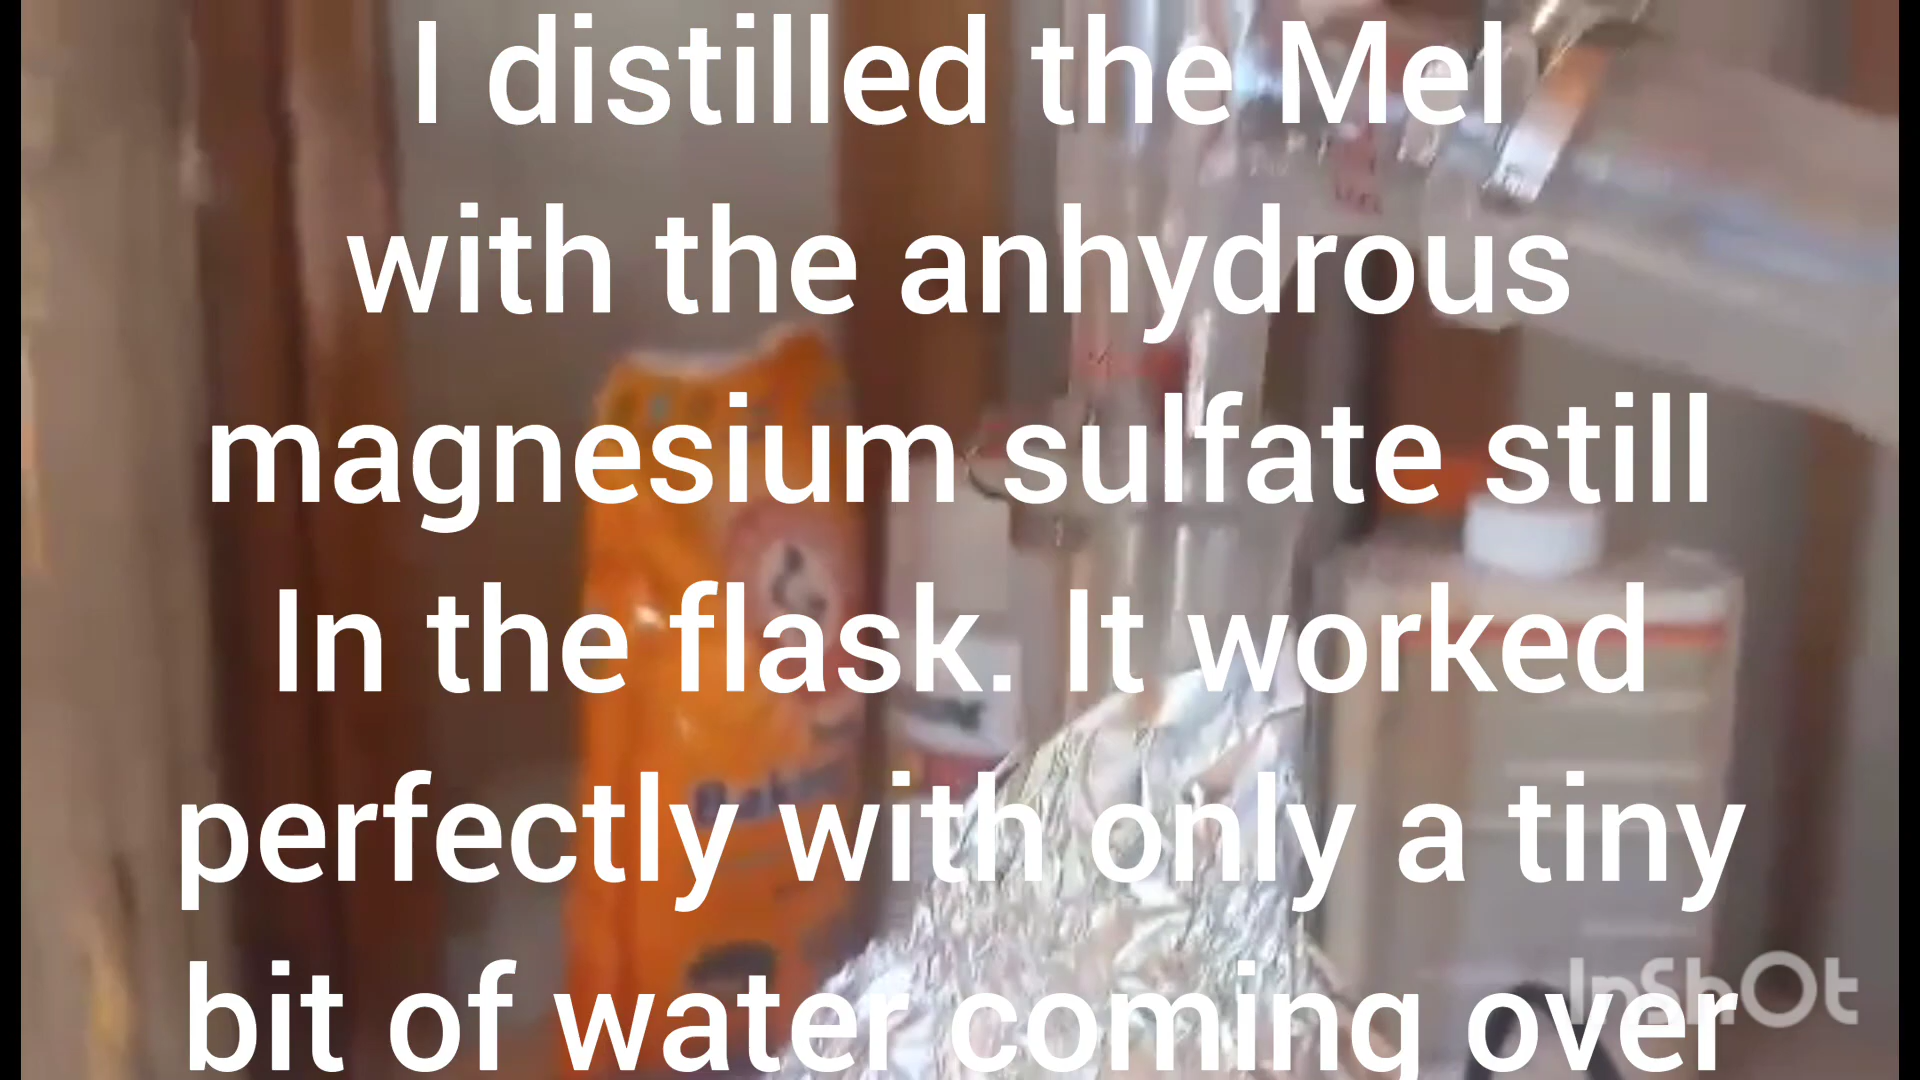 I distilled the MeI
with the anhydrous
magnesium sulfate still
In the flask. It worked
perfectly with only a tiny
bit of water coming over
InShOt